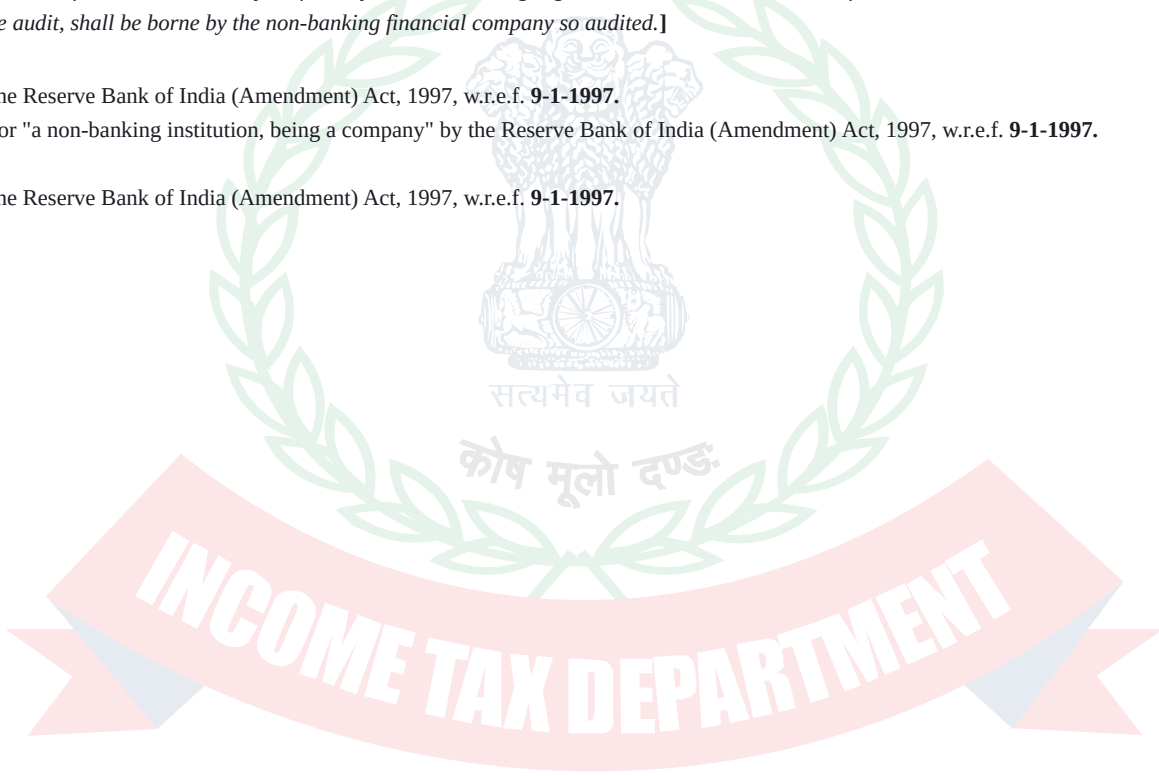 e audit, shall be borne by the non-banking financial company so audited.]
he Reserve Bank of India (Amendment) Act, 1997, w.r.e.f. 9-1-1997.
or "a non-banking institution, being a company" by the Reserve Bank of India (Amendment) Act, 1997, w.r.e.f. 9-1-1997.
he Reserve Bank of India (Amendment) Act, 1997, w.r.e.f. 9-1-1997.
सत्यमेव जयते
कोष मूलो दण्डः
INCOME TAX DEPARTMENT